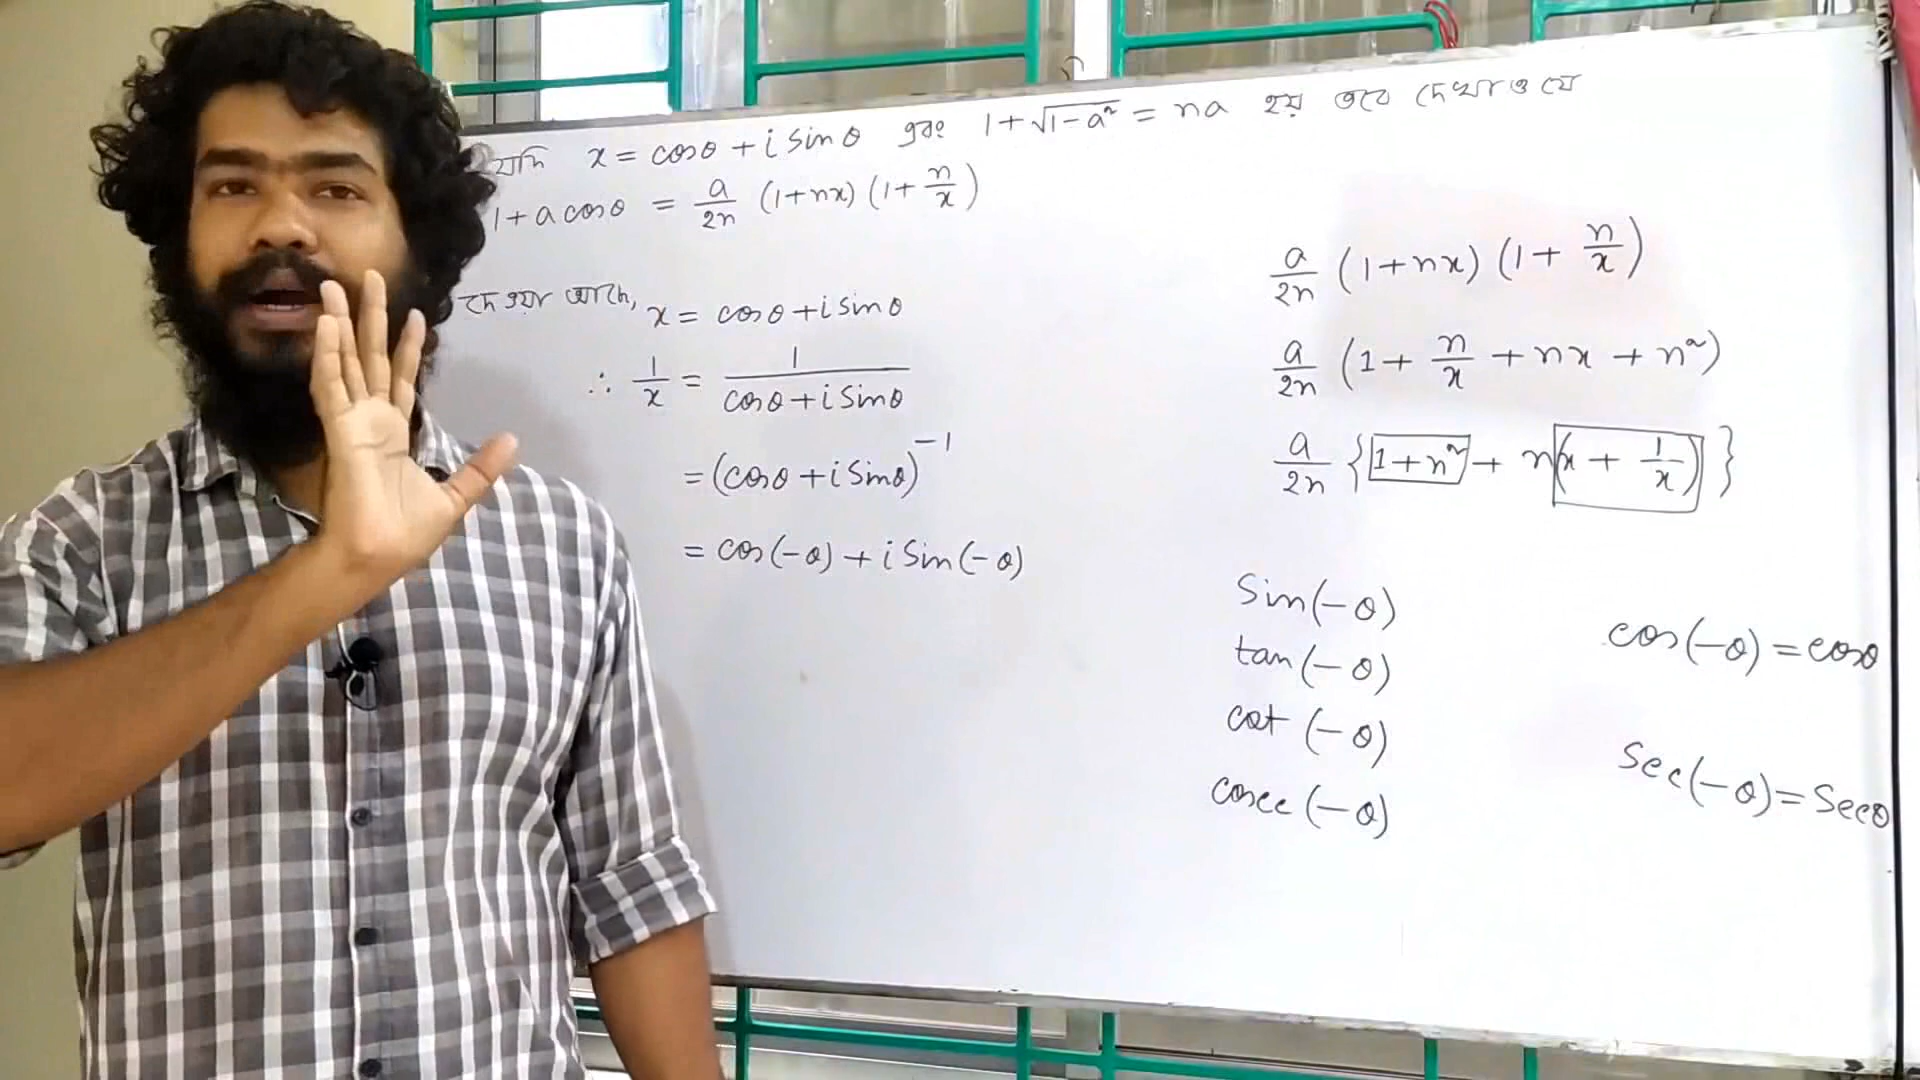 যদি x = cosθ + i sinθ এবং 1 + √(1-a²) = na হয় তবে দেখাও যে
1 + a cosθ = a/2n (1+nx) (1 + n/x)
দেওয়া আছে, x = cosθ + i sinθ
∴ 1/x = 1/(cosθ + i sinθ)
= (cosθ + i sinθ)⁻¹
= cos(-θ) + i sin(-θ)
a/2n (1+nx) (1 + n/x)
a/2n (1 + n/x + nx + n²)
a/2n {1+n² + n(x + 1/x)}
Sin(-θ)
tan(-θ)
cot(-θ)
cosec(-θ)
cos(-θ) = cosθ
Sec(-θ) = Secθ